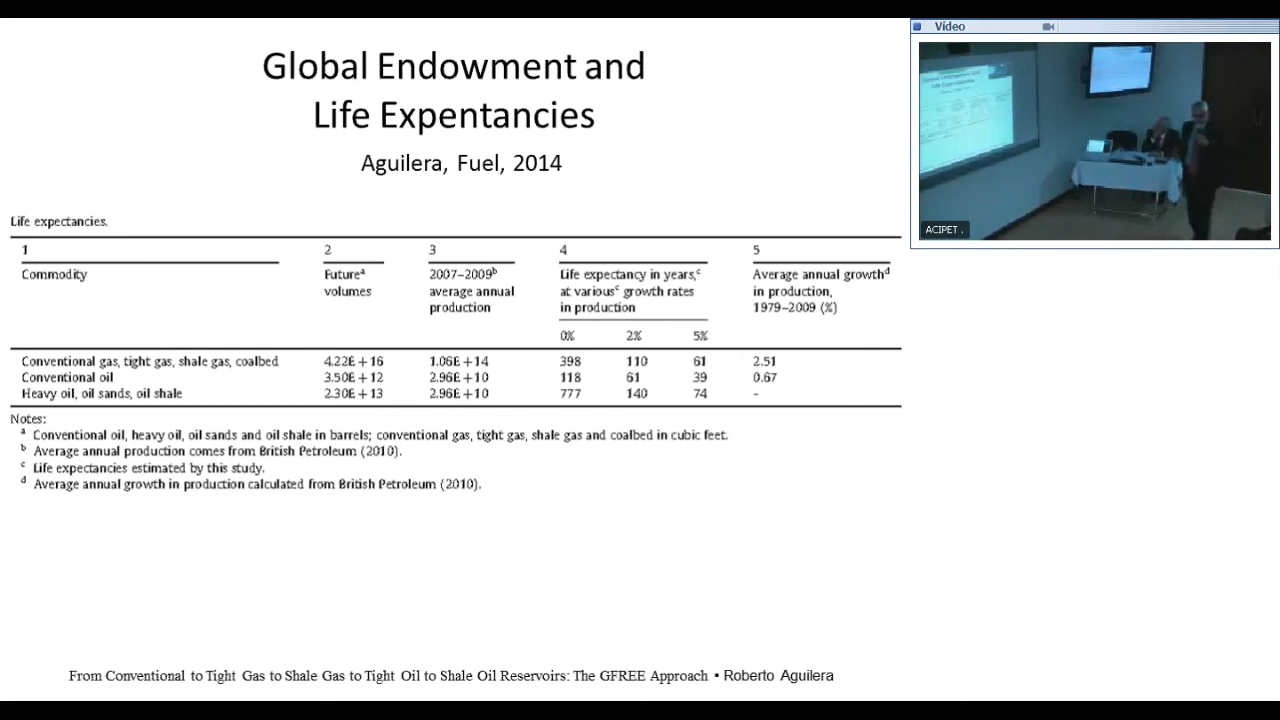 Global Endowment and
Life Expentancies
Aguilera, Fuel, 2014
Life expectancies.
1 2 3 4 5
Commodity Futureᵃ volumes 2007–2009ᵇ average annual production Life expectancy in years,ᶜ at variousᶜ growth rates in production Average annual growthᵈ in production, 1979–2009 (%)
0% 2% 5%
Conventional gas, tight gas, shale gas, coalbed 4.22E+16 1.06E+14 398 110 61 2.51
Conventional oil 3.50E+12 2.96E+10 118 61 39 0.67
Heavy oil, oil sands, oil shale 2.30E+13 2.96E+10 777 140 74 -
Notes:
ᵃ Conventional oil, heavy oil, oil sands and oil shale in barrels; conventional gas, tight gas, shale gas and coalbed in cubic feet.
ᵇ Average annual production comes from British Petroleum (2010).
ᶜ Life expectancies estimated by this study.
ᵈ Average annual growth in production calculated from British Petroleum (2010).
From Conventional to Tight Gas to Shale Gas to Tight Oil to Shale Oil Reservoirs: The GFREE Approach • Roberto Aguilera
Vídeo
ACIPET .